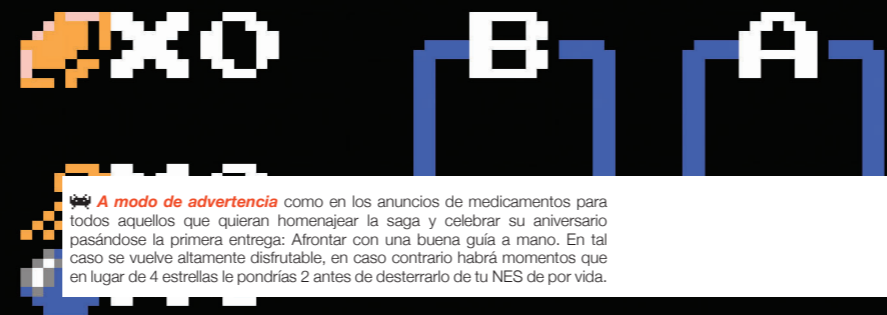 X0
B
A
A modo de advertencia como en los anuncios de medicamentos para
todos aquellos que quieran homenajear la saga y celebrar su aniversario
pasándose la primera entrega: Afrontar con una buena guía a mano. En tal
caso se vuelve altamente disfrutable, en caso contrario habrá momentos que
en lugar de 4 estrellas le pondrías 2 antes de desterrarlo de tu NES de por vida.